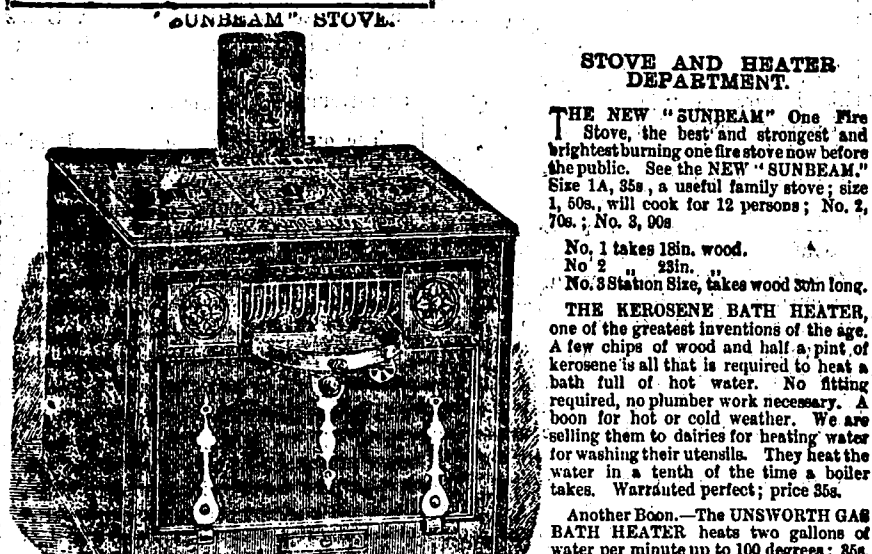 "SUNBEAM" STOVE.
STOVE AND HEATER
DEPARTMENT.
THE NEW "SUNBEAM" One Fire
Stove, the best and strongest and
brightest burning one fire stove now before
the public. See the NEW "SUNBEAM."
Size 1A, 35s, a useful family stove; size
1, 50s., will cook for 12 persons; No. 2,
70s.; No. 3, 90s
No. 1 takes 18in. wood.
No 2 „ 23in. „
No. 3 Station Size, takes wood 30in long.
THE KEROSENE BATH HEATER,
one of the greatest inventions of the age.
A few chips of wood and half a pint of
kerosene is all that is required to heat a
bath full of hot water. No fitting
required, no plumber work necessary. A
boon for hot or cold weather. We are
selling them to dairies for heating water
for washing their utensils. They heat the
water in a tenth of the time a boiler
takes. Warranted perfect; price 35s.
Another Boon.—The UNSWORTH GAS
BATH HEATER heats two gallons of
water per minute up to 100 degrees; 85s.